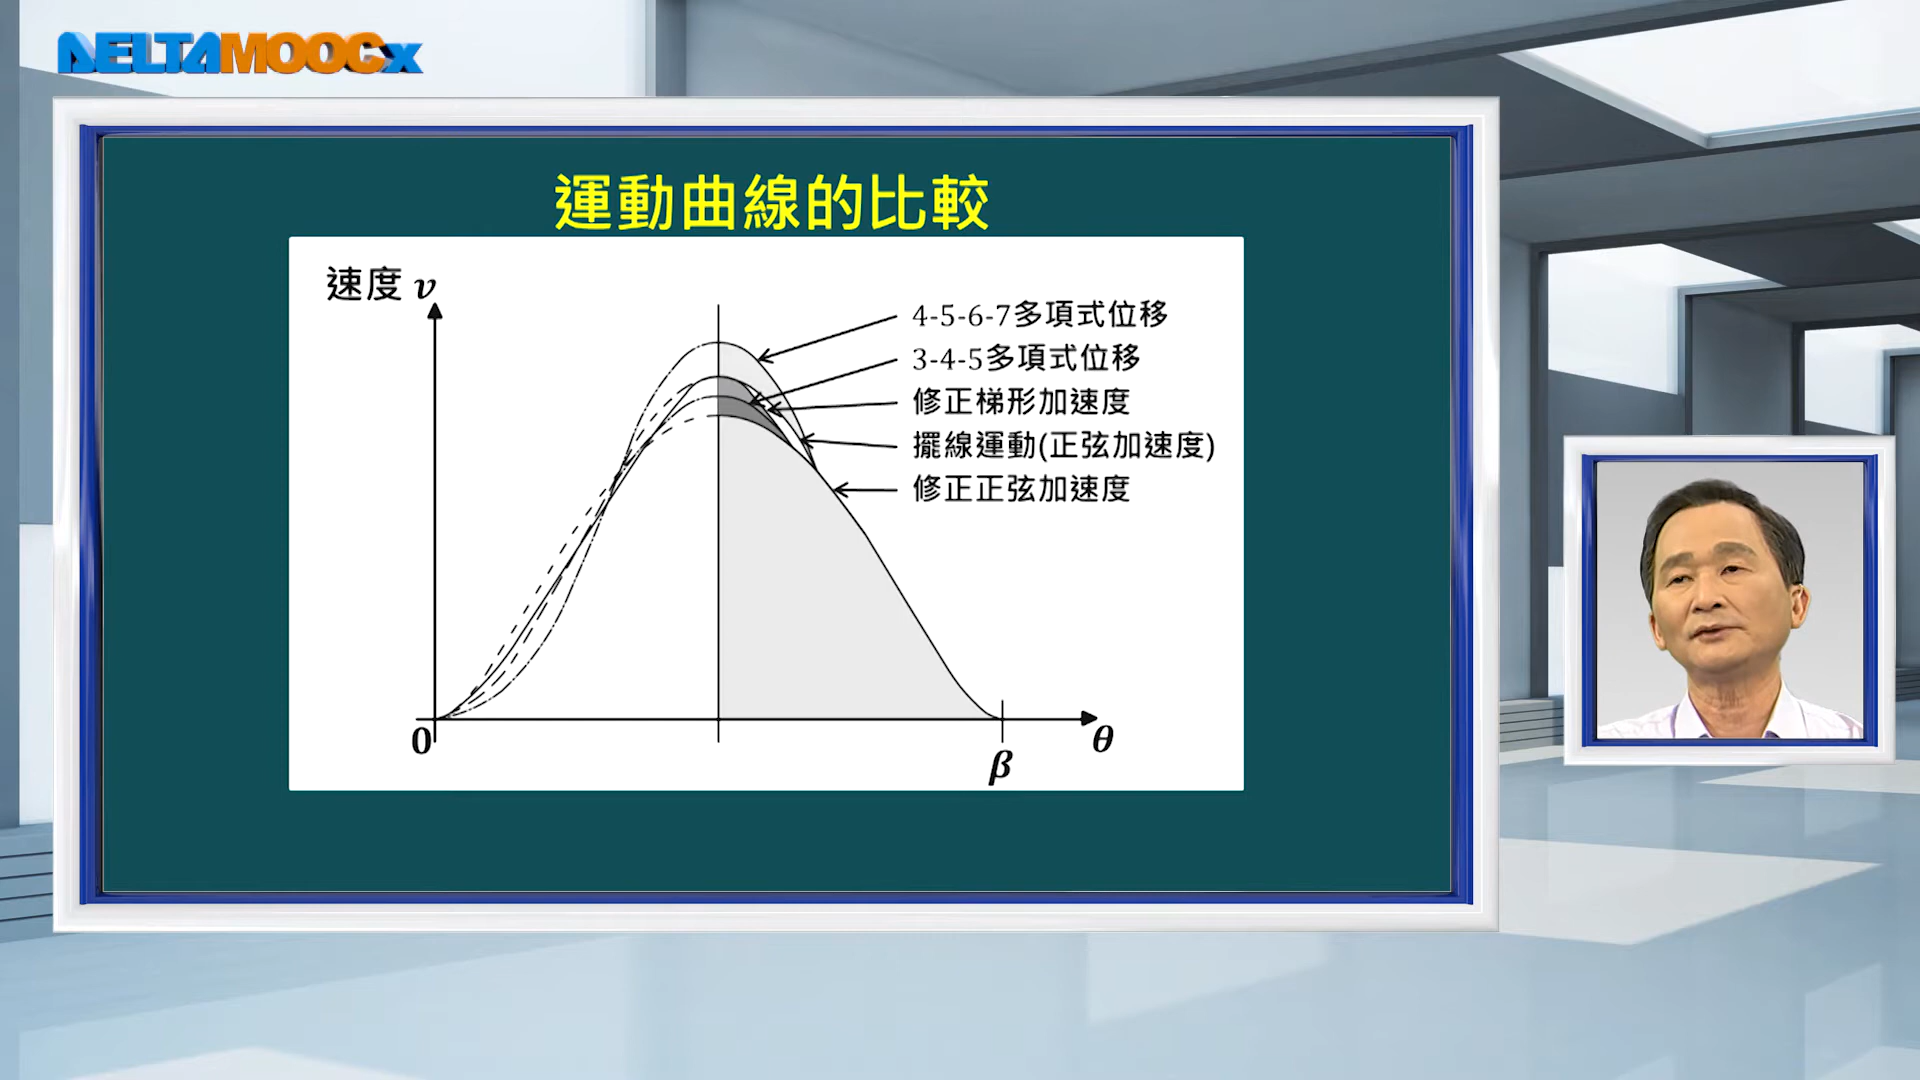 DELTAMOOCx
運動曲線的比較
速度 v
4-5-6-7多項式位移
3-4-5多項式位移
修正梯形加速度
擺線運動(正弦加速度)
修正正弦加速度
0
β
θ